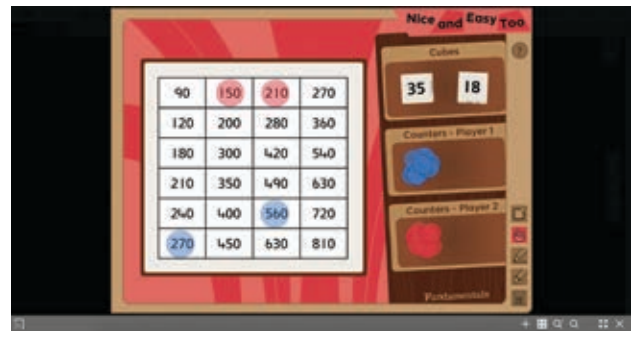 Nice and Easy Too
Cubes
35 18
Counters - Player 1
Counters - Player 2
Fundamentals
90 150 210 270
120 200 280 360
180 300 420 540
210 350 490 630
240 400 560 720
270 450 630 810
?